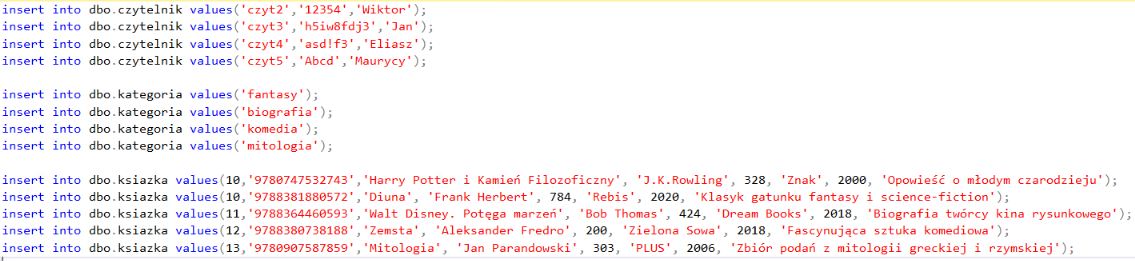 insert into dbo.czytelnik values('czyt2','12354','Wiktor');
insert into dbo.czytelnik values('czyt3','h5iw8fdj3','Jan');
insert into dbo.czytelnik values('czyt4','asd!f3','Eliasz');
insert into dbo.czytelnik values('czyt5','Abcd','Maurycy');
insert into dbo.kategoria values('fantasy');
insert into dbo.kategoria values('biografia');
insert into dbo.kategoria values('komedia');
insert into dbo.kategoria values('mitologia');
insert into dbo.ksiazka values(10,'9780747532743','Harry Potter i Kamień Filozoficzny', 'J.K.Rowling', 328, 'Znak', 2000, 'Opowieść o młodym czarodzieju');
insert into dbo.ksiazka values(10,'9788381880572','Diuna', 'Frank Herbert', 784, 'Rebis', 2020, 'Klasyk gatunku fantasy i science-fiction');
insert into dbo.ksiazka values(11,'9788364460593','Walt Disney. Potęga marzeń', 'Bob Thomas', 424, 'Dream Books', 2018, 'Biografia twórcy kina rysunkowego');
insert into dbo.ksiazka values(12,'9788380738188','Zemsta', 'Aleksander Fredro', 200, 'Zielona Sowa', 2018, 'Fascynująca sztuka komediowa');
insert into dbo.ksiazka values(13,'9780907587859','Mitologia', 'Jan Parandowski', 303, 'PLUS', 2006, 'Zbiór podań z mitologii greckiej i rzymskiej');